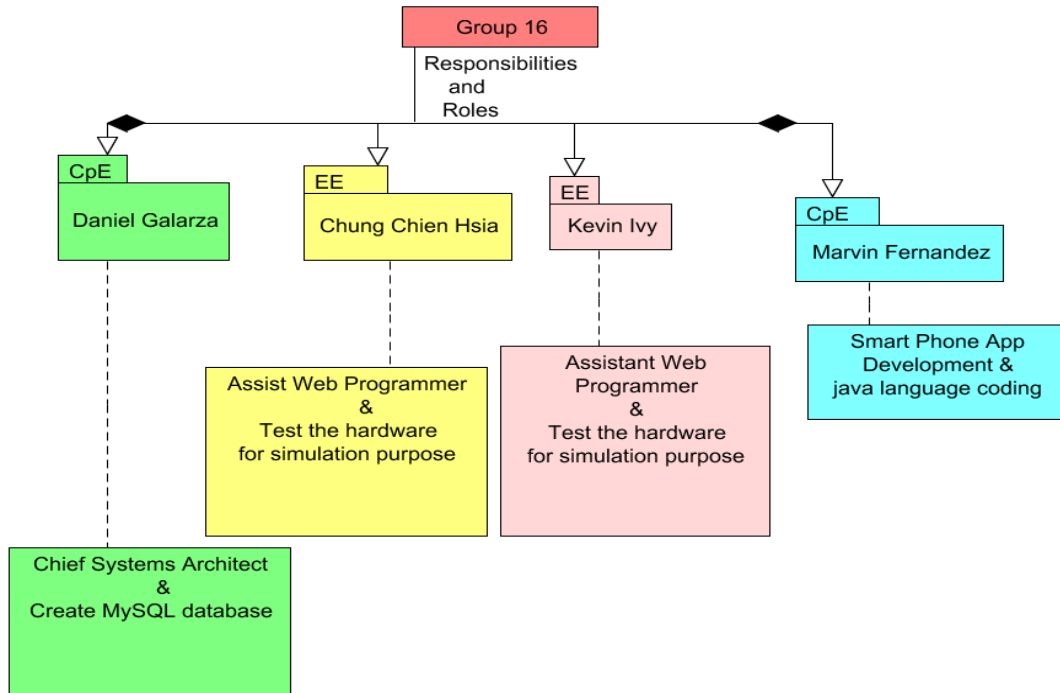 Group 16
Responsibilities
and
Roles
CpE
Daniel Galarza
EE
Chung Chien Hsia
EE
Kevin Ivy
CpE
Marvin Fernandez
Chief Systems Architect
&
Create MySQL database
Assist Web Programmer
&
Test the hardware
for simulation purpose
Assistant Web
Programmer
&
Test the hardware
for simulation purpose
Smart Phone App
Development &
java language coding